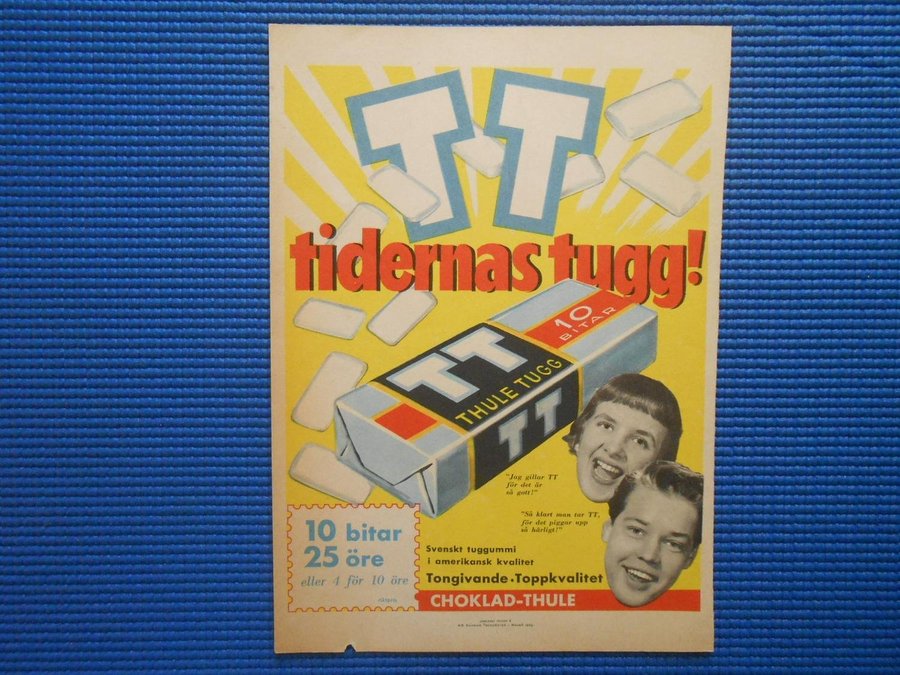 TT
tidernas tugg!
10
BITAR
TT
THULE TUGG
TT
"Jag gillar TT
för det är
så gott!"
"Så klart man tar TT,
för det piggar upp
så härligt!"
10 bitar
25 öre
eller 4 för 10 öre
Svenskt tuggummi
i amerikansk kvalitet
Tongivande · Toppkvalitet
CHOKLAD-THULE